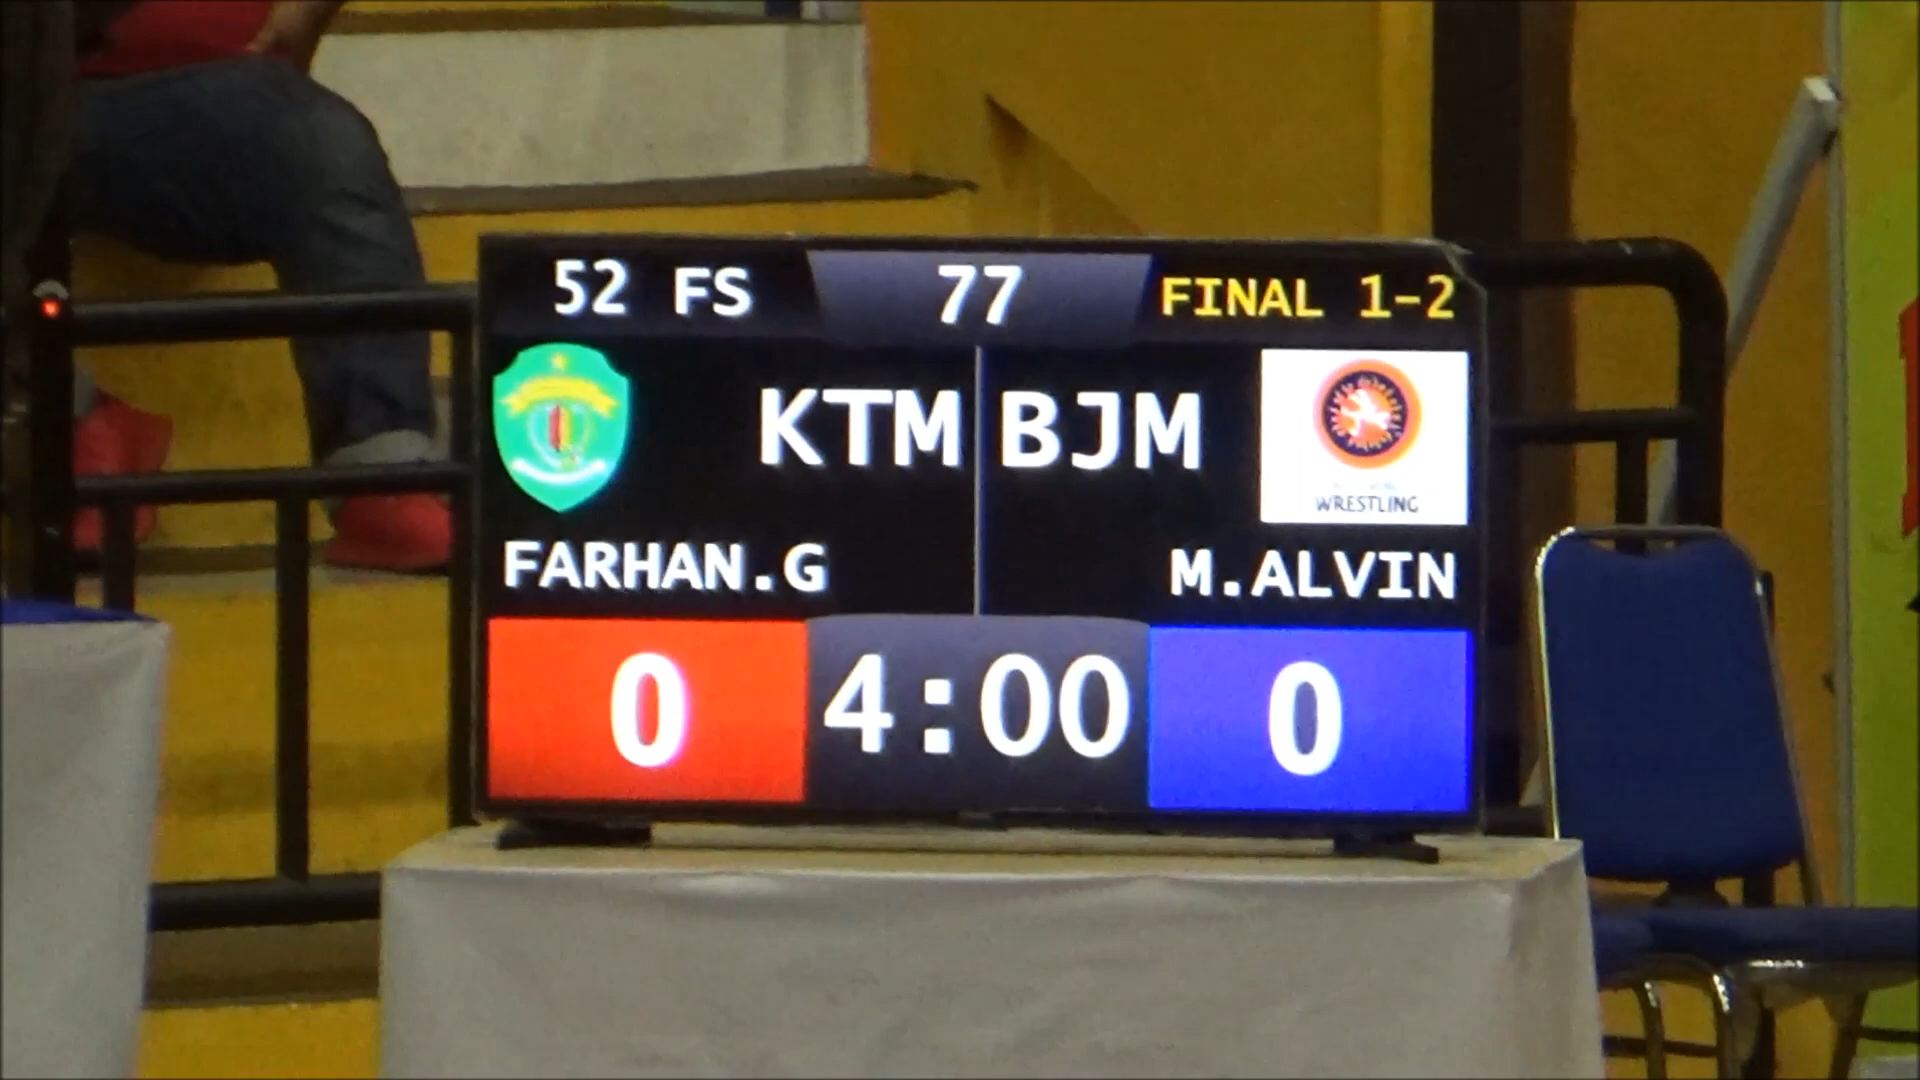 52 FS 77 FINAL 1-2
KTM BJM
WRESTLING
FARHAN.G M.ALVIN
0 4:00 0